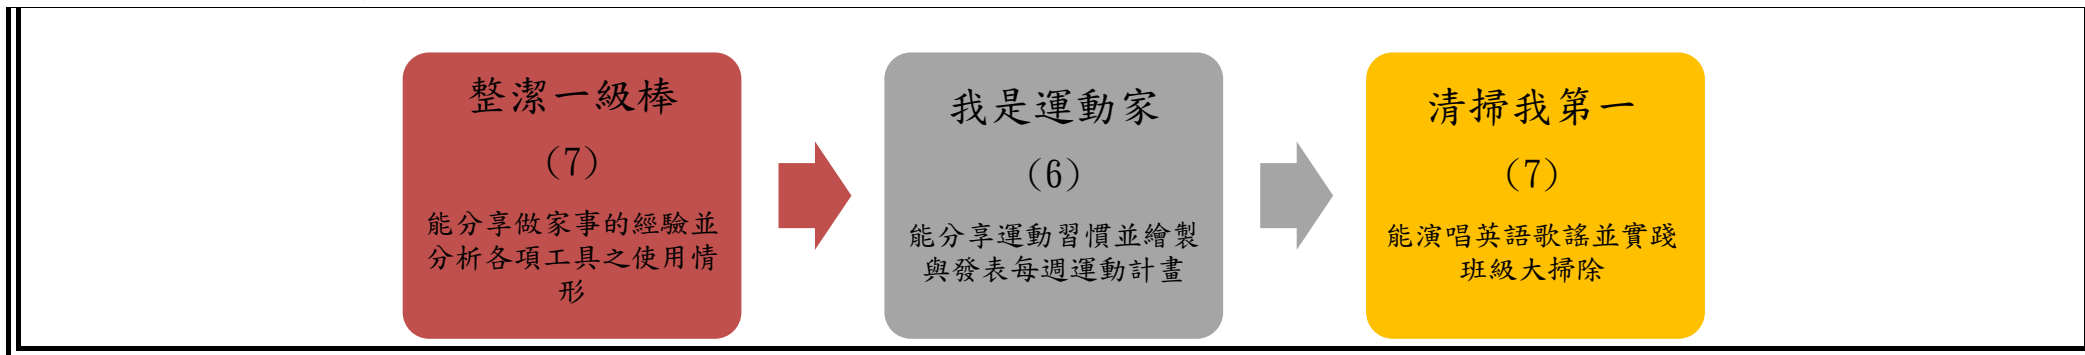 整潔一級棒
(7)
能分享做家事的經驗並
分析各項工具之使用情
形
我是運動家
(6)
能分享運動習慣並繪製
與發表每週運動計畫
清掃我第一
(7)
能演唱英語歌謠並實踐
班級大掃除